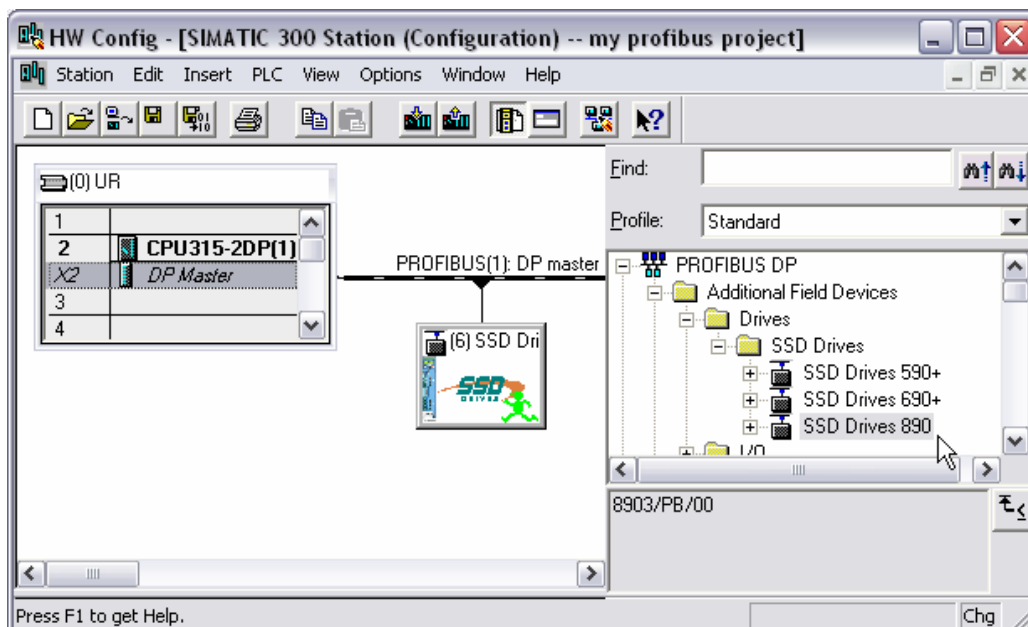 HW Config - [SIMATIC 300 Station (Configuration) -- my profibus project]
Station Edit Insert PLC View Options Window Help
(0) UR
1
2 CPU315-2DP(1)
X2 DP Master
3
4
PROFIBUS(1): DP master
(6) SSD Dri
SSD
DRIVES
Find:
Profile: Standard
PROFIBUS DP
Additional Field Devices
Drives
SSD Drives
SSD Drives 590+
SSD Drives 690+
SSD Drives 890
I/O
8903/PB/00
Press F1 to get Help.
Chg